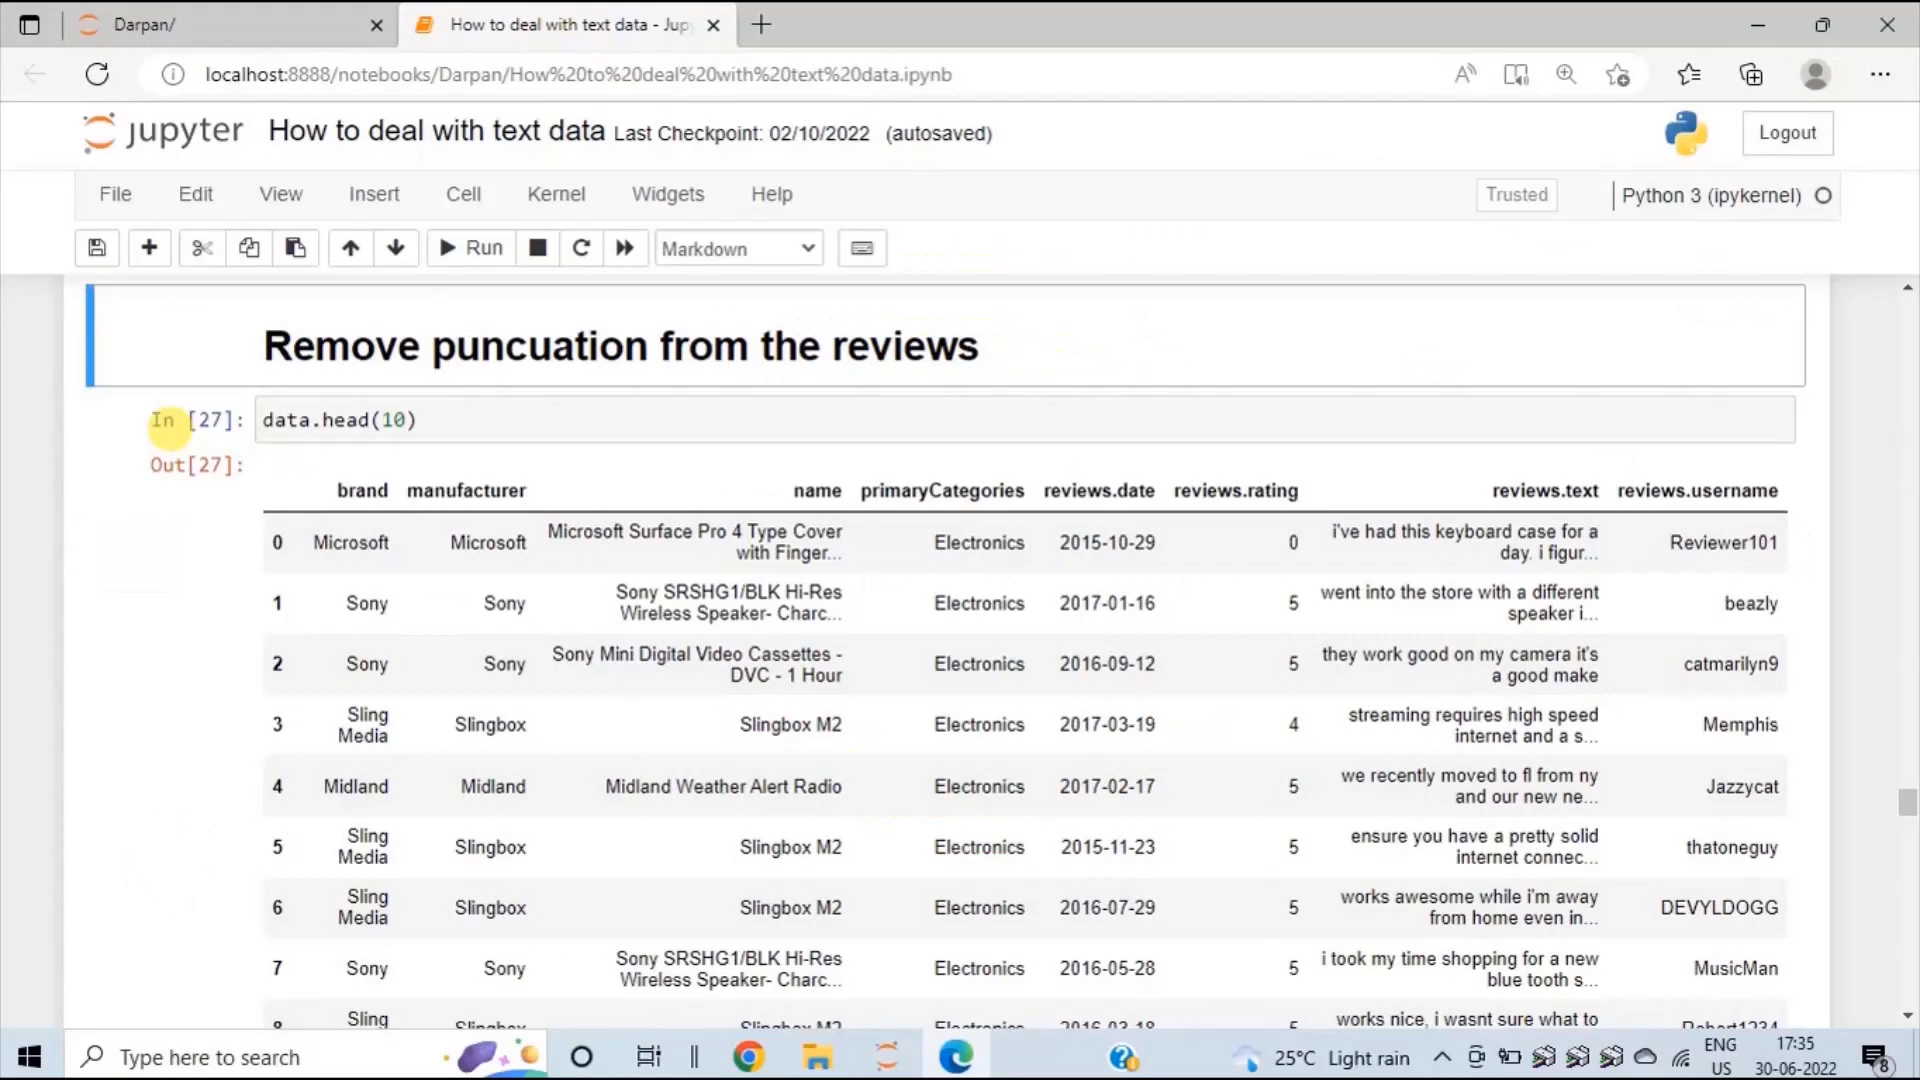 Darpan/
How to deal with text data - Jup
localhost:8888/notebooks/Darpan/How%20to%20deal%20with%20text%20data.ipynb
jupyter How to deal with text data Last Checkpoint: 02/10/2022 (autosaved)
Logout
File Edit View Insert Cell Kernel Widgets Help
Trusted
Python 3 (ipykernel)
Run
Markdown
Remove puncuation from the reviews
In [27]: data.head(10)
Out[27]:
brand manufacturer name primaryCategories reviews.date reviews.rating reviews.text reviews.username
0 Microsoft Microsoft Microsoft Surface Pro 4 Type Cover with Finger... Electronics 2015-10-29 0 i've had this keyboard case for a day. i figur... Reviewer101
1 Sony Sony Sony SRSHG1/BLK Hi-Res Wireless Speaker- Charc... Electronics 2017-01-16 5 went into the store with a different speaker i... beazly
2 Sony Sony Sony Mini Digital Video Cassettes - DVC - 1 Hour Electronics 2016-09-12 5 they work good on my camera it's a good make catmarilyn9
3 Sling Media Slingbox Slingbox M2 Electronics 2017-03-19 4 streaming requires high speed internet and a s... Memphis
4 Midland Midland Midland Weather Alert Radio Electronics 2017-02-17 5 we recently moved to fl from ny and our new ne... Jazzycat
5 Sling Media Slingbox Slingbox M2 Electronics 2015-11-23 5 ensure you have a pretty solid internet connec... thatoneguy
6 Sling Media Slingbox Slingbox M2 Electronics 2016-07-29 5 works awesome while i'm away from home even in... DEVYLDOGG
7 Sony Sony Sony SRSHG1/BLK Hi-Res Wireless Speaker- Charc... Electronics 2016-05-28 5 i took my time shopping for a new blue tooth s... MusicMan
8 Sling Slingbox Slingbox M2 Electronics 2016-03-18 5 works nice, i wasnt sure what to Robert1234
Type here to search
25°C Light rain
ENG
US
17:35
30-06-2022
8